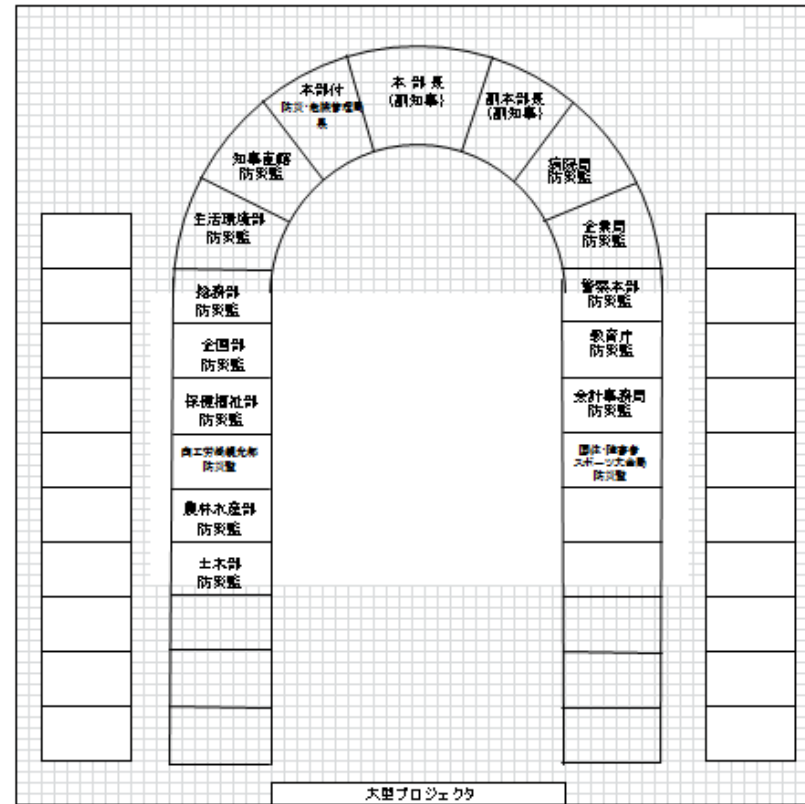 本部長
(副知事)
本部付
防災・危機管理局
長
副本部長
(副知事)
知事直轄
防災監
病院局
防災監
生活環境部
防災監
企業局
防災監
総務部
防災監
警察本部
防災監
企画部
防災監
教育庁
防災監
保健福祉部
防災監
会計事務局
防災監
商工労働観光部
防災監
国体・障害者
スポーツ大会局
防災監
農林水産部
防災監
土木部
防災監
大型プロジェクタ